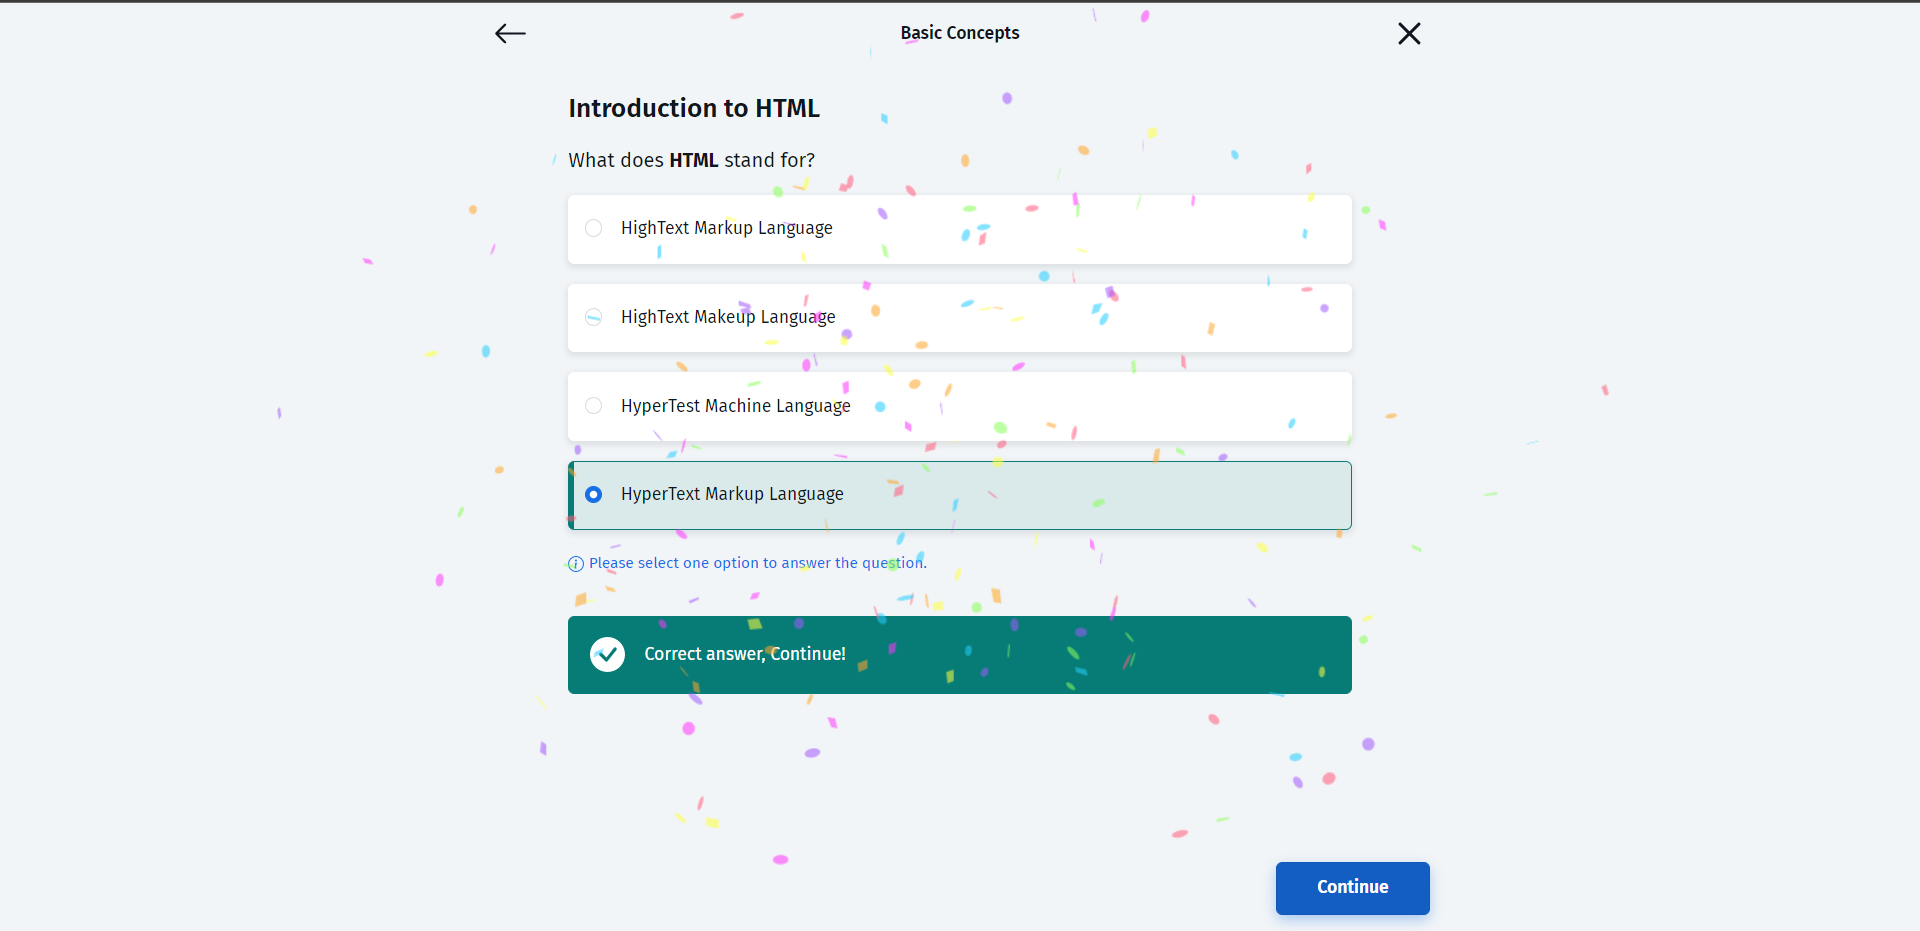 Basic Concepts
Introduction to HTML
What does HTML stand for?
HighText Markup Language
HighText Makeup Language
HyperTest Machine Language
HyperText Markup Language
Please select one option to answer the question.
Correct answer, Continue!
Continue